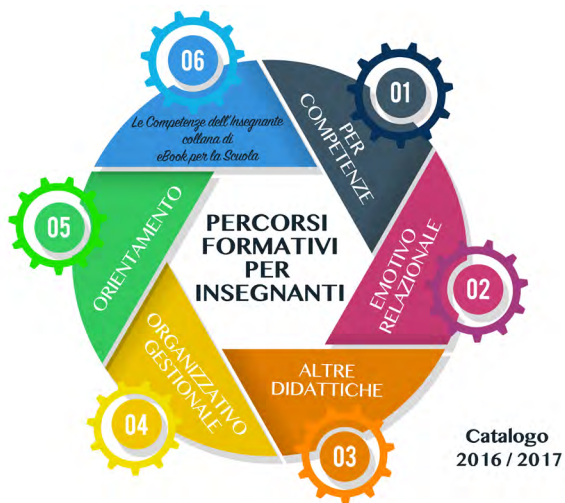 06
Le Competenze dell'Insegnante
collana di
eBook per la Scuola
01
PER
COMPETENZE
02
EMOTIVO
RELAZIONALE
03
ALTRE
DIDATTICHE
04
ORGANIZZATIVO
GESTIONALE
05
ORIENTAMENTO
PERCORSI
FORMATIVI
PER
INSEGNANTI
Catalogo
2016 / 2017